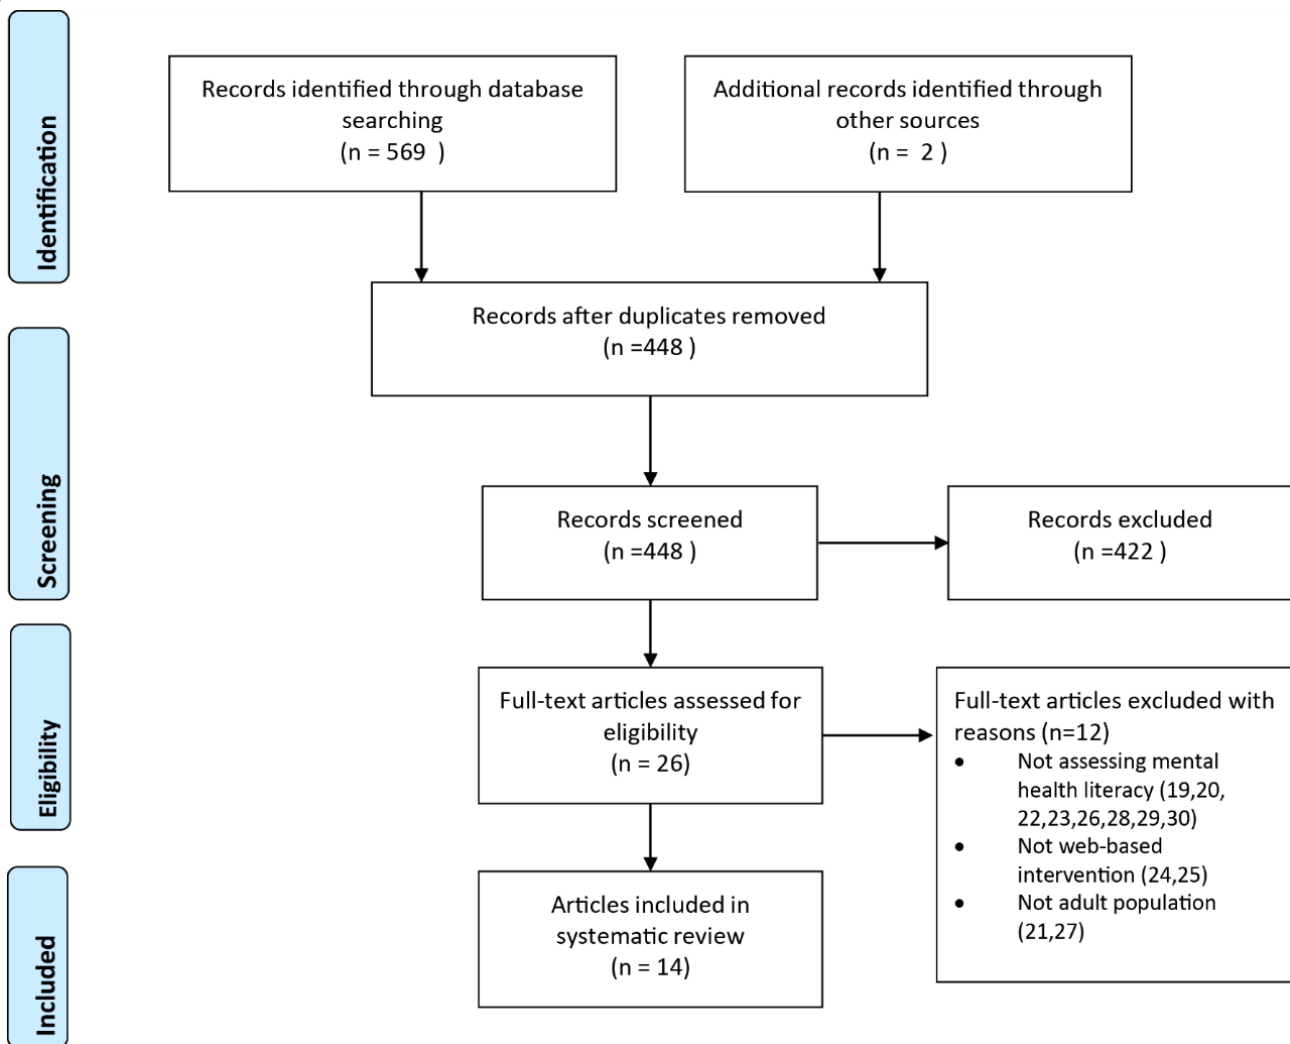 Identification
Records identified through database
searching
(n = 569  )
Additional records identified through
other sources
(n =  2 )
Records after duplicates removed
(n =448 )
Screening
Records screened
(n =448 )
Records excluded
(n =422 )
Eligibility
Full-text articles assessed for
eligibility
(n = 26)
Full-text articles excluded with
reasons (n=12)
• Not assessing mental
health literacy (19,20,
22,23,26,28,29,30)
• Not web-based
intervention (24,25)
• Not adult population
(21,27)
Included
Articles included in
systematic review
(n = 14)